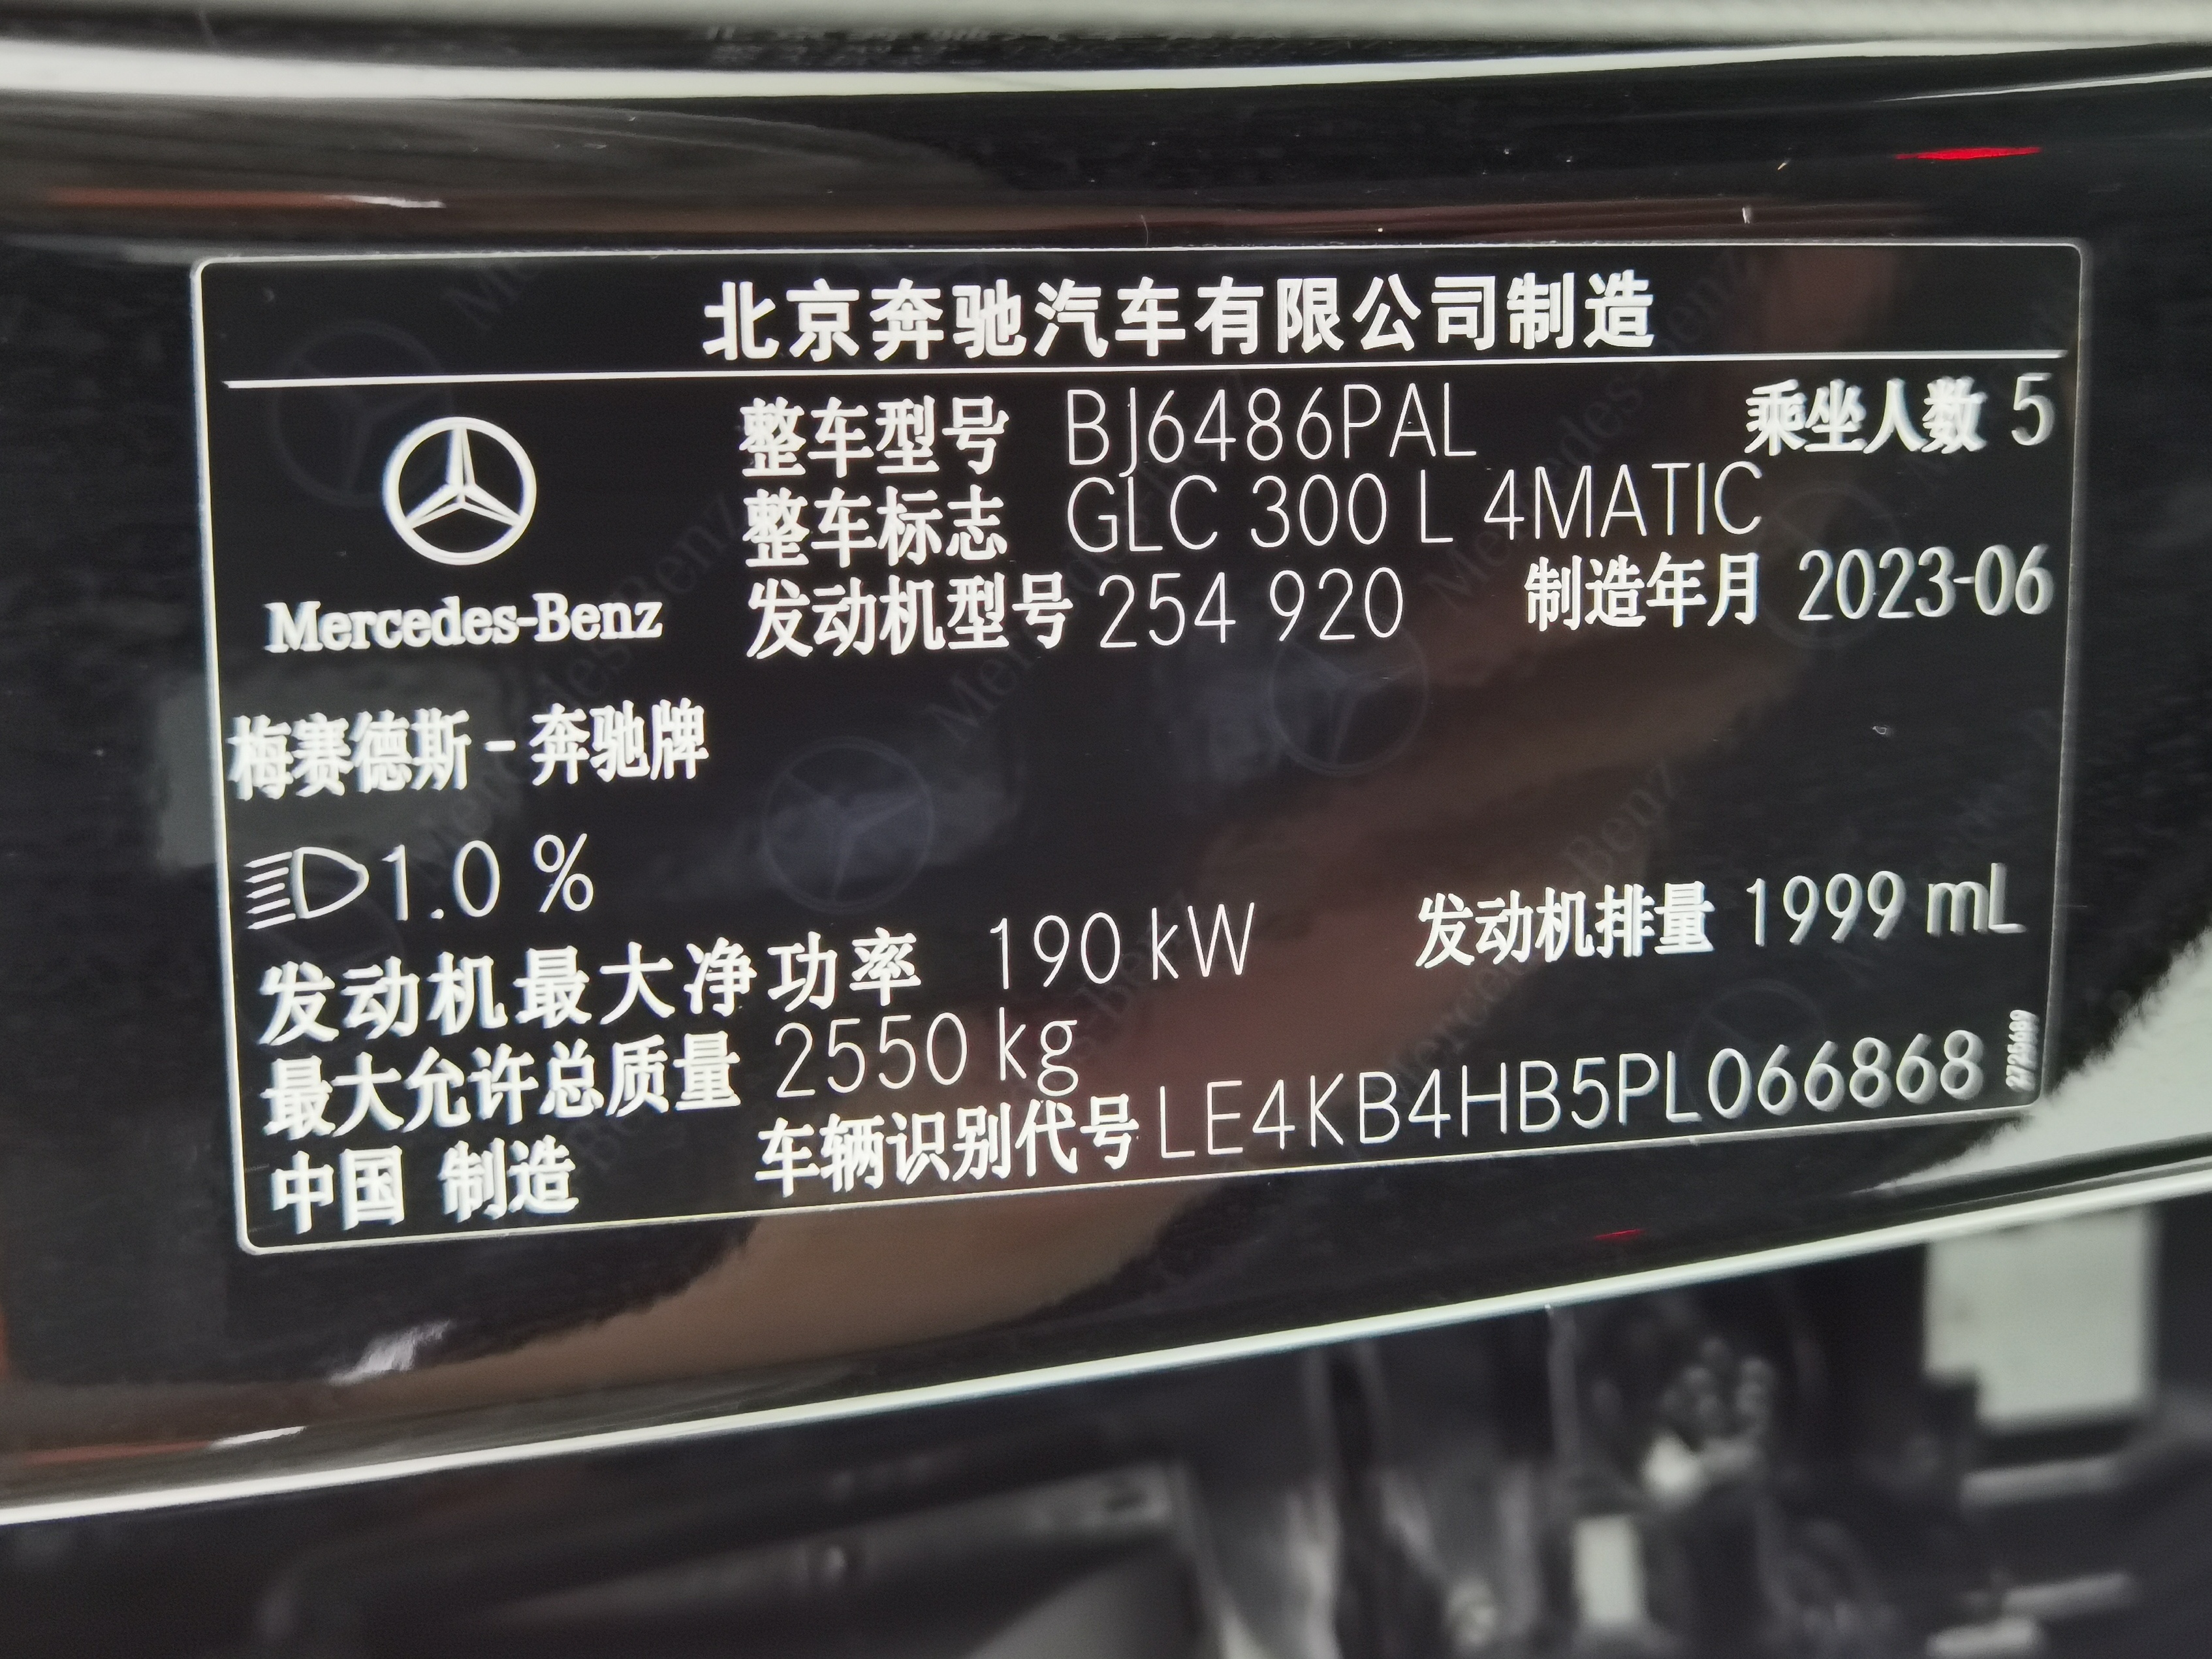 北京奔驰汽车有限公司制造
整车型号 BJ6486PAL 乘坐人数 5
整车标志 GLC 300 L 4MATIC
发动机型号 254 920 制造年月 2023-06
Mercedes-Benz
梅赛德斯-奔驰牌
1.0 %
发动机最大净功率 190 kW 发动机排量 1999 mL
最大允许总质量 2550 kg
中国 制造 车辆识别代号 LE4KB4HB5PL066868
2725689